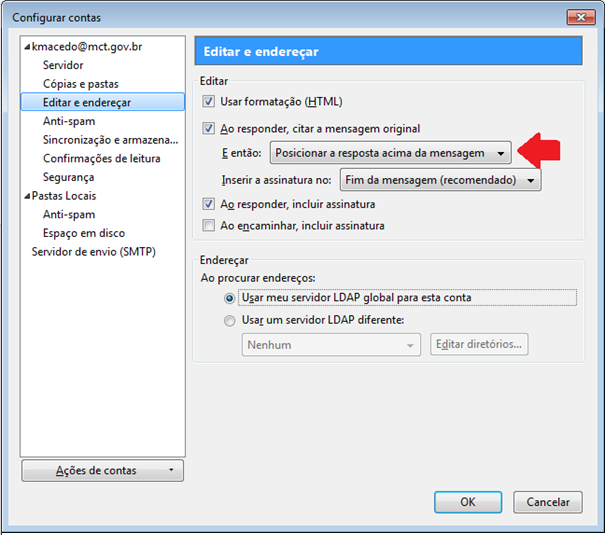 Configurar contas
kmacedo@mct.gov.br
Servidor
Cópias e pastas
Editar e endereçar
Anti-spam
Sincronização e armazena...
Confirmações de leitura
Segurança
Pastas Locais
Anti-spam
Espaço em disco
Servidor de envio (SMTP)
Ações de contas
Editar e endereçar
Editar
Usar formatação (HTML)
Ao responder, citar a mensagem original
E então: Posicionar a resposta acima da mensagem
Inserir a assinatura no: Fim da mensagem (recomendado)
Ao responder, incluir assinatura
Ao encaminhar, incluir assinatura
Endereçar
Ao procurar endereços:
Usar meu servidor LDAP global para esta conta
Usar um servidor LDAP diferente:
Nenhum Editar diretórios...
OK Cancelar